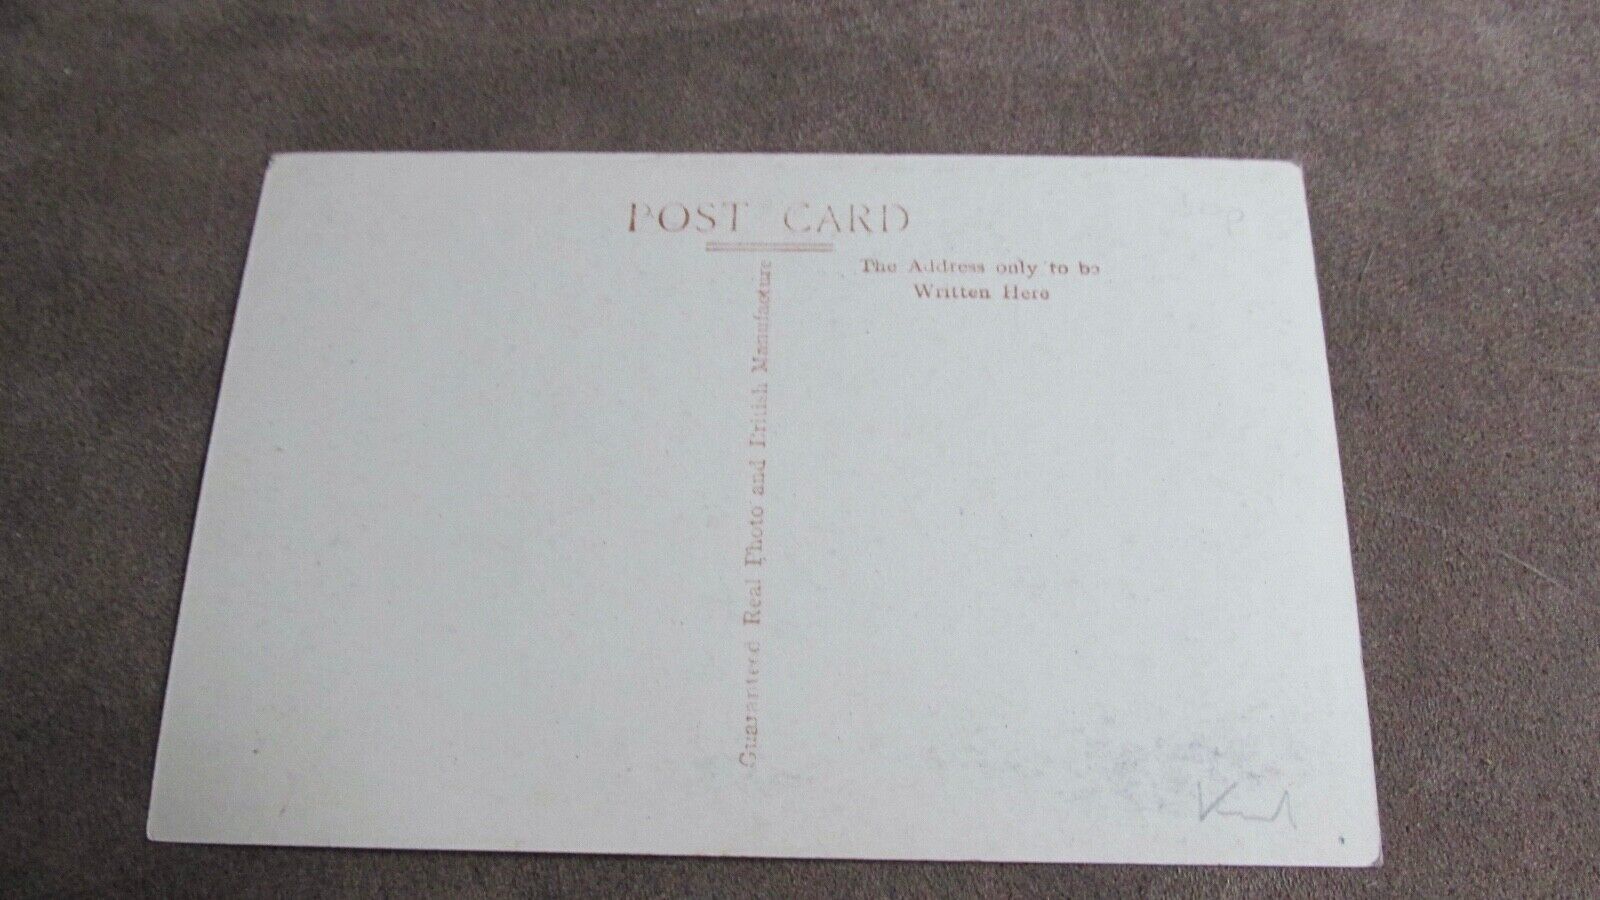 POST CARD
The Address only to be
Written Here
Guaranteed Real Photo and British Manufacture